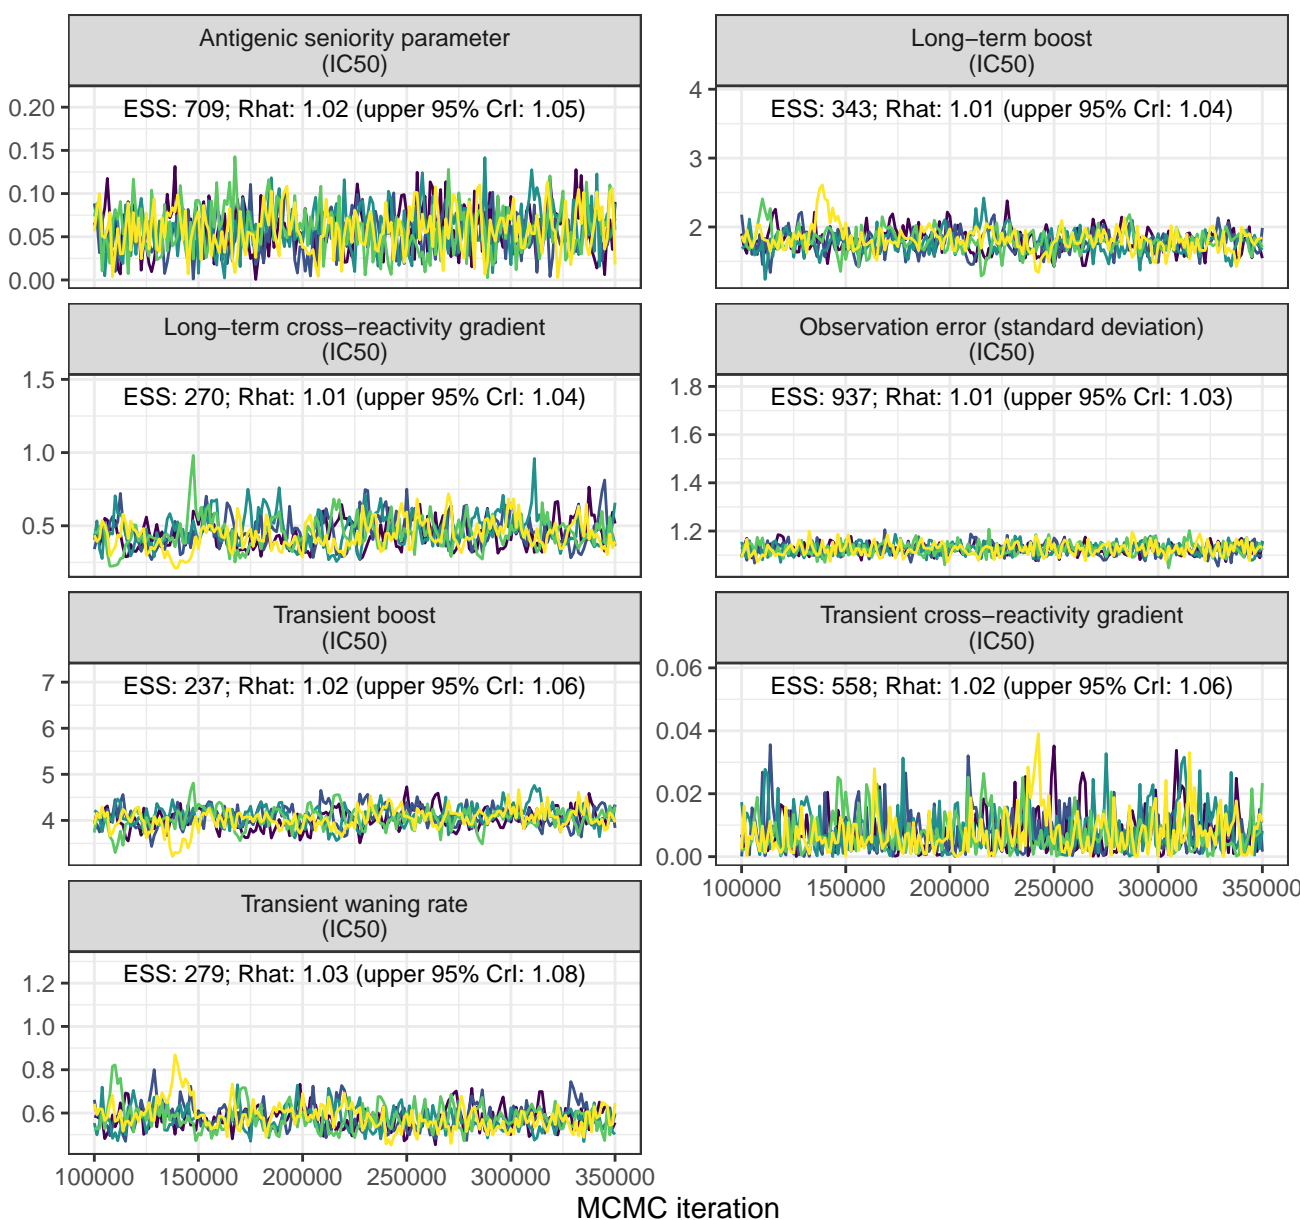 Antigenic seniority parameter
(IC50)
ESS: 709; Rhat: 1.02 (upper 95% CrI: 1.05)
0.20
0.15
0.10
0.05
0.00
Long−term boost
(IC50)
ESS: 343; Rhat: 1.01 (upper 95% CrI: 1.04)
4
3
2
Long−term cross−reactivity gradient
(IC50)
ESS: 270; Rhat: 1.01 (upper 95% CrI: 1.04)
1.5
1.0
0.5
Observation error (standard deviation)
(IC50)
ESS: 937; Rhat: 1.01 (upper 95% CrI: 1.03)
1.8
1.6
1.4
1.2
Transient boost
(IC50)
ESS: 237; Rhat: 1.02 (upper 95% CrI: 1.06)
7
6
5
4
Transient cross−reactivity gradient
(IC50)
ESS: 558; Rhat: 1.02 (upper 95% CrI: 1.06)
0.06
0.04
0.02
0.00
100000 150000 200000 250000 300000 350000
Transient waning rate
(IC50)
ESS: 279; Rhat: 1.03 (upper 95% CrI: 1.08)
1.2
1.0
0.8
0.6
100000 150000 200000 250000 300000 350000
MCMC iteration